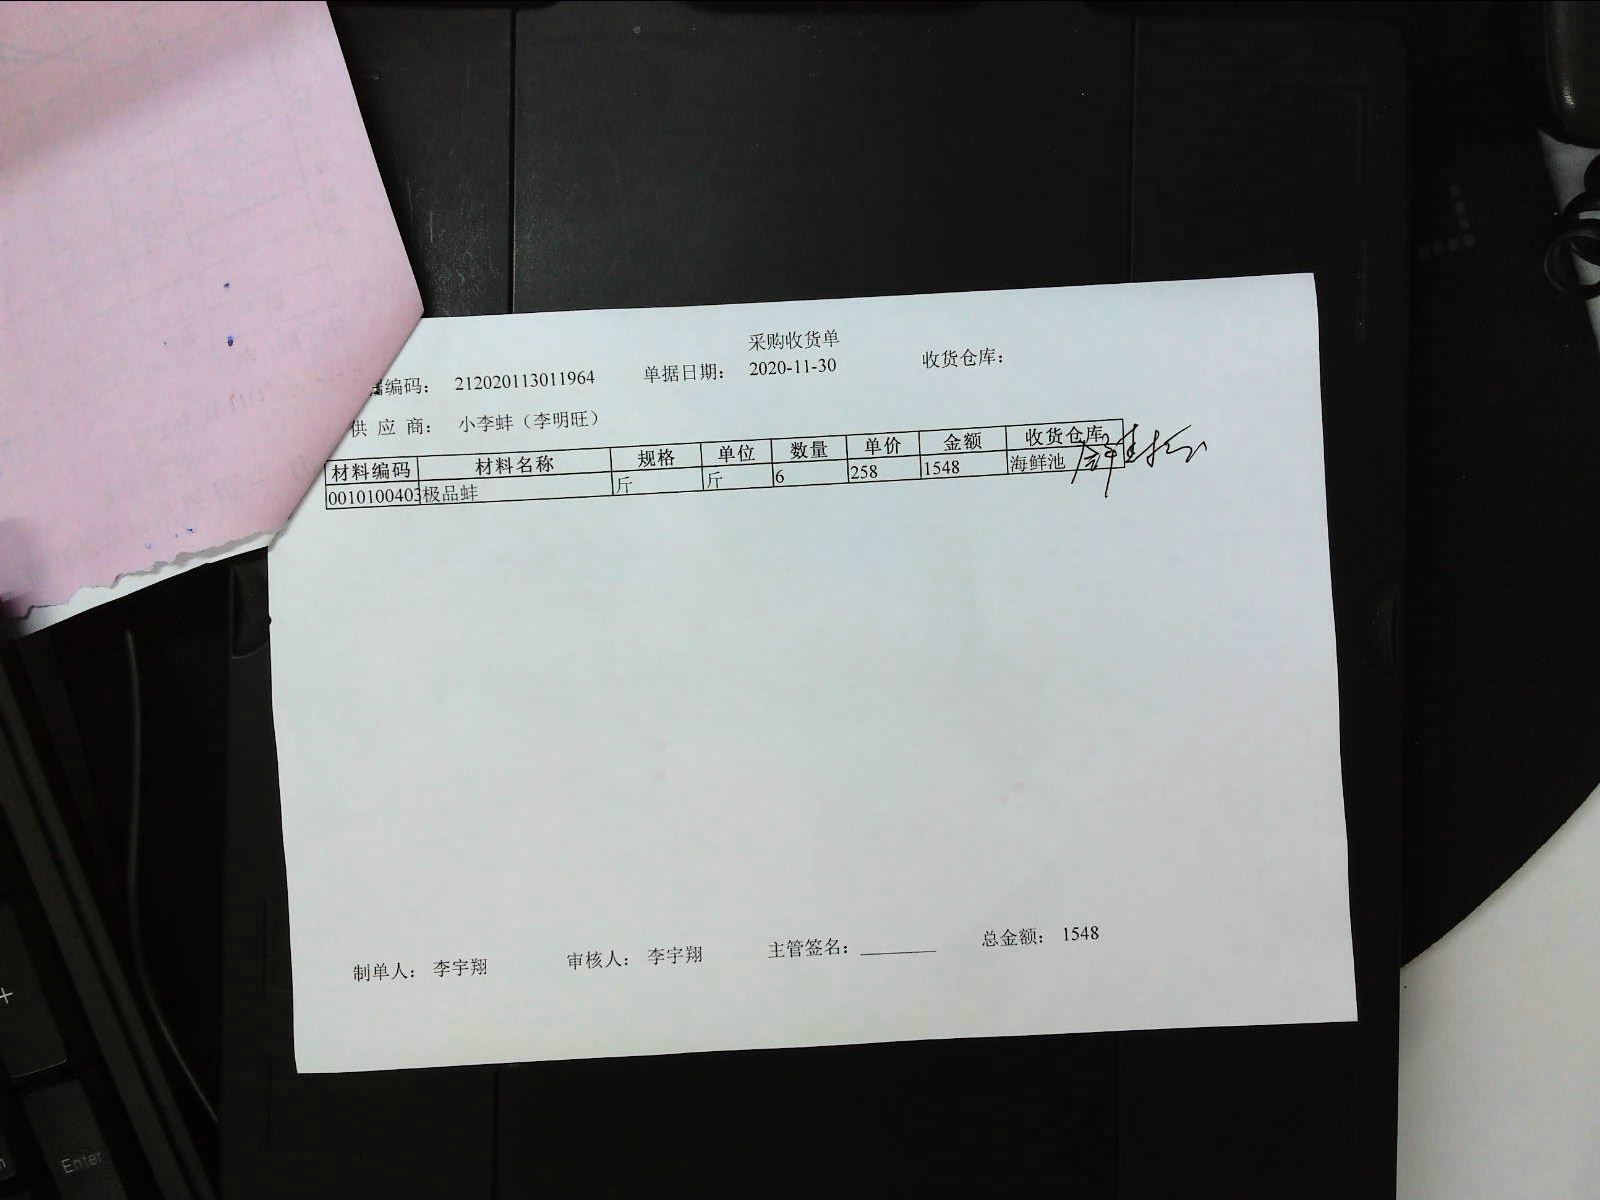 采购收货单
编码： 212020113011964 单据日期： 2020-11-30 收货仓库：
供 应 商： 小李蚌（李明旺）
材料编码 材料名称 规格 单位 数量 单价 金额 收货仓库
0010100403 极品蚌 斤 斤 6 258 1548 海鲜池
制单人： 李宇翔 审核人： 李宇翔 主管签名： 总金额： 1548
+
Enter